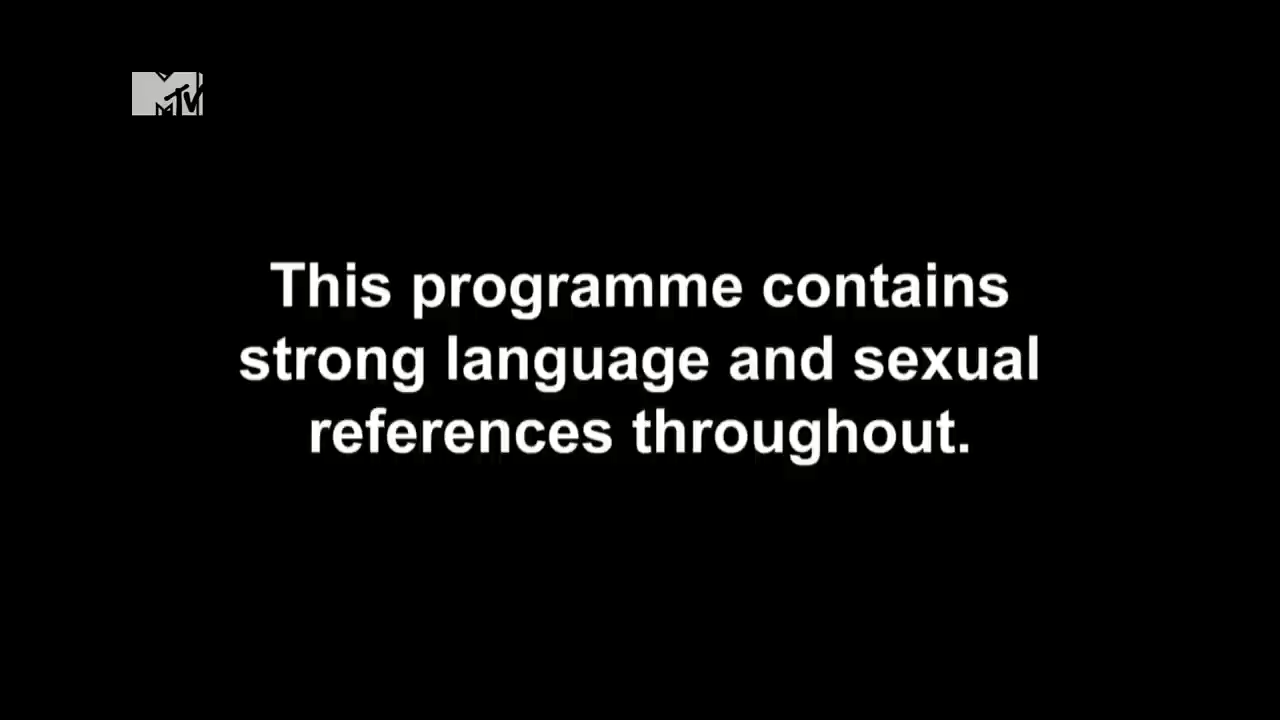 MTV
This programme contains
strong language and sexual
references throughout.